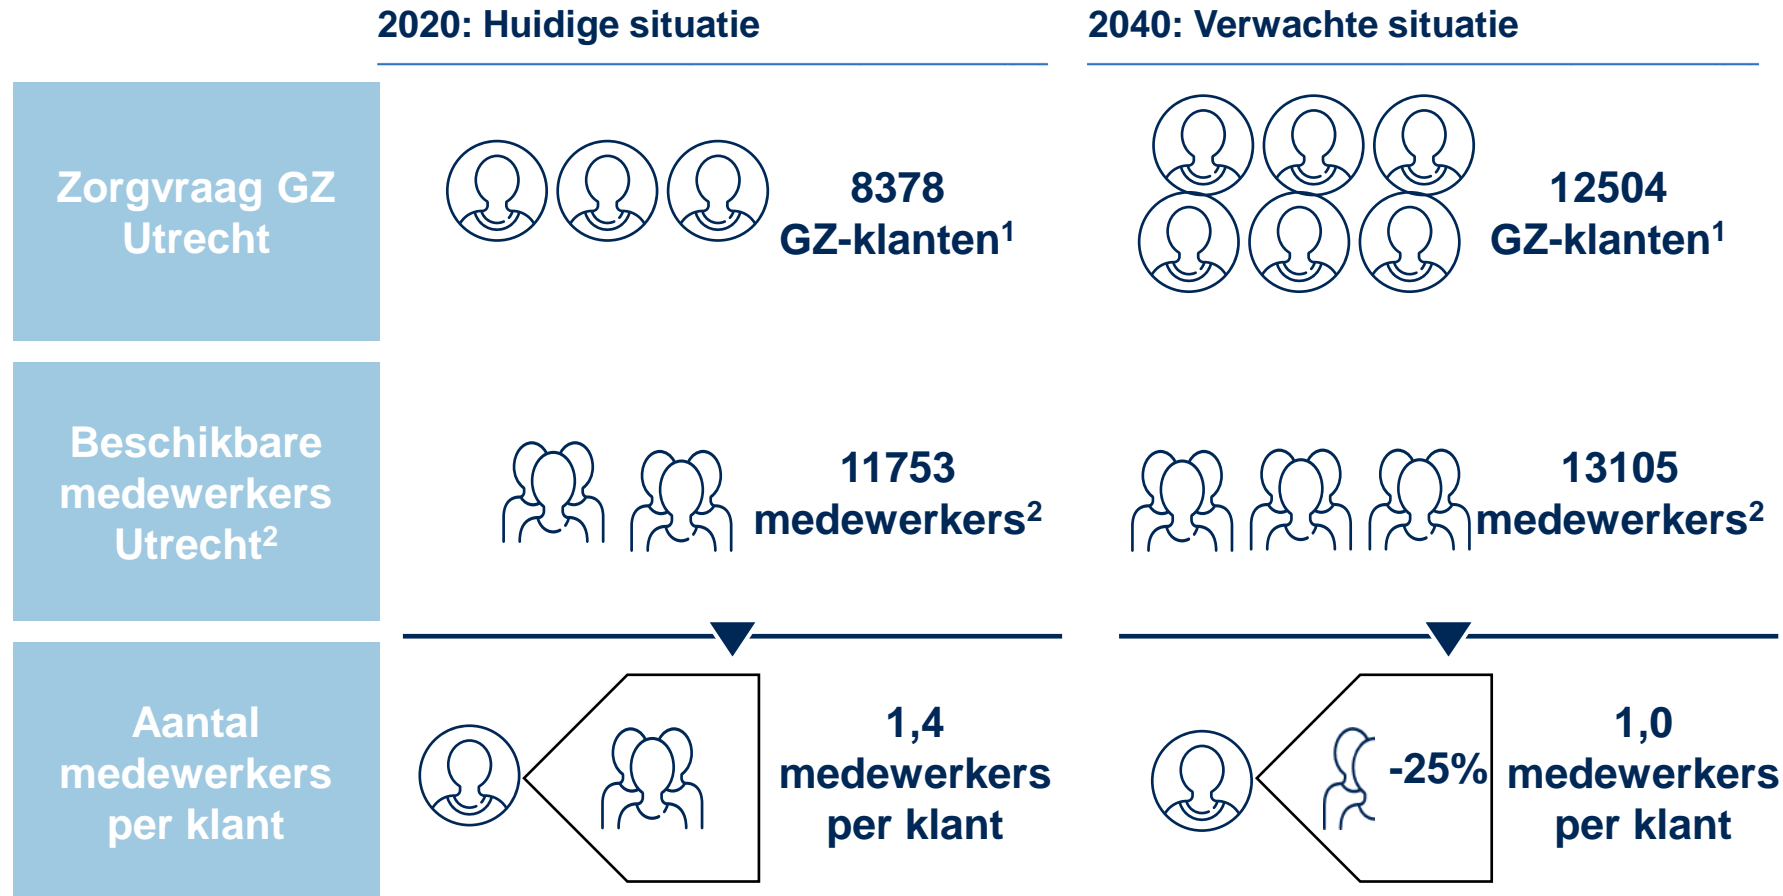 2020: Huidige situatie
2040: Verwachte situatie
Zorgvraag GZ
Utrecht
8378
GZ-klanten¹
12504
GZ-klanten¹
Beschikbare
medewerkers
Utrecht²
11753
medewerkers²
13105
medewerkers²
Aantal
medewerkers
per klant
1,4
medewerkers
per klant
-25%
1,0
medewerkers
per klant